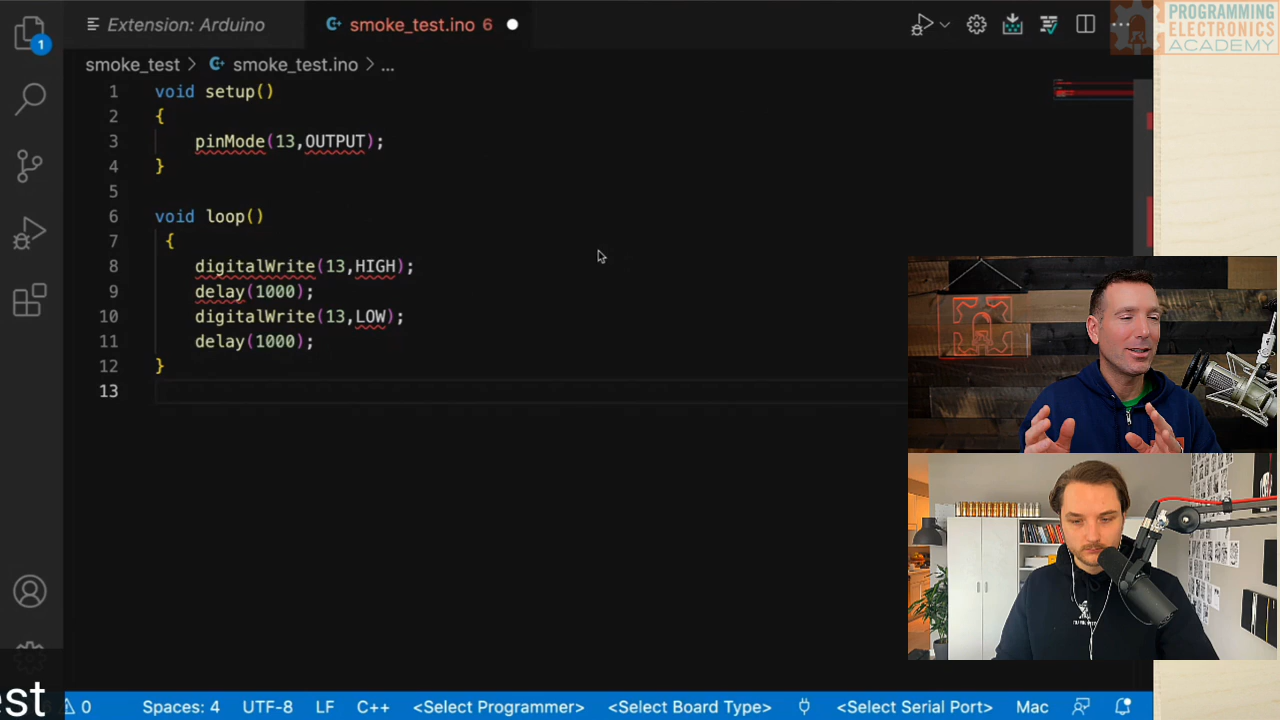 Extension: Arduino
smoke_test.ino 6
PROGRAMMING
ELECTRONICS
ACADEMY
1
smoke_test > smoke_test.ino > ...
1 void setup()
2 {
3 pinMode(13,OUTPUT);
4 }
5
6 void loop()
7 {
8 digitalWrite(13,HIGH);
9 delay(1000);
10 digitalWrite(13,LOW);
11 delay(1000);
12 }
13
est
0 Spaces: 4 UTF-8 LF C++ <Select Programmer> <Select Board Type> <Select Serial Port> Mac